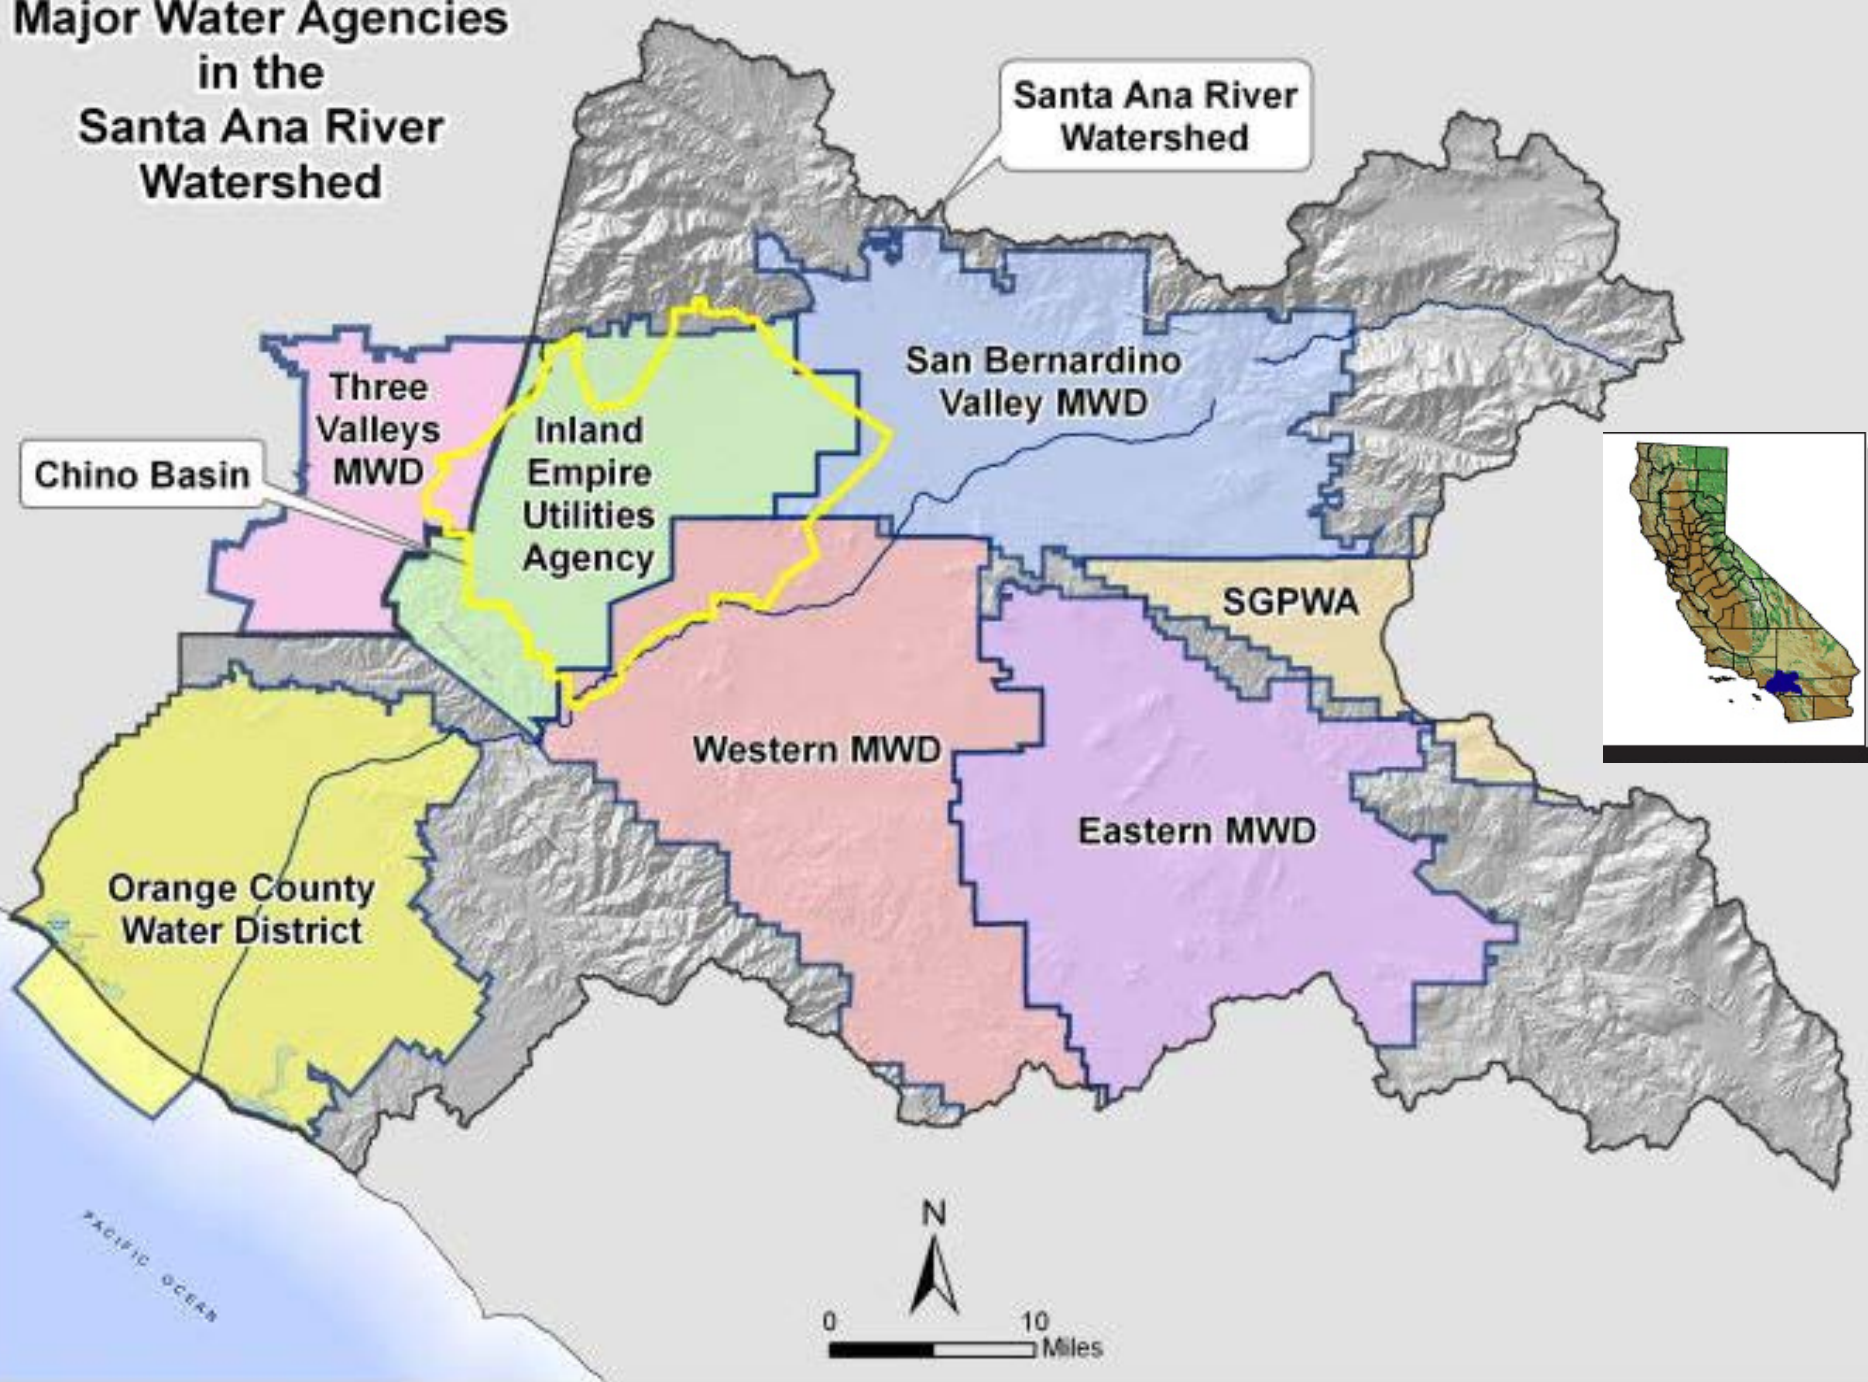 Major Water Agencies
in the
Santa Ana River
Watershed
Santa Ana River
Watershed
Three
Valleys
MWD
Chino Basin
Inland
Empire
Utilities
Agency
San Bernardino
Valley MWD
SGPWA
Western MWD
Eastern MWD
Orange County
Water District
PACIFIC OCEAN
N
0 10
Miles